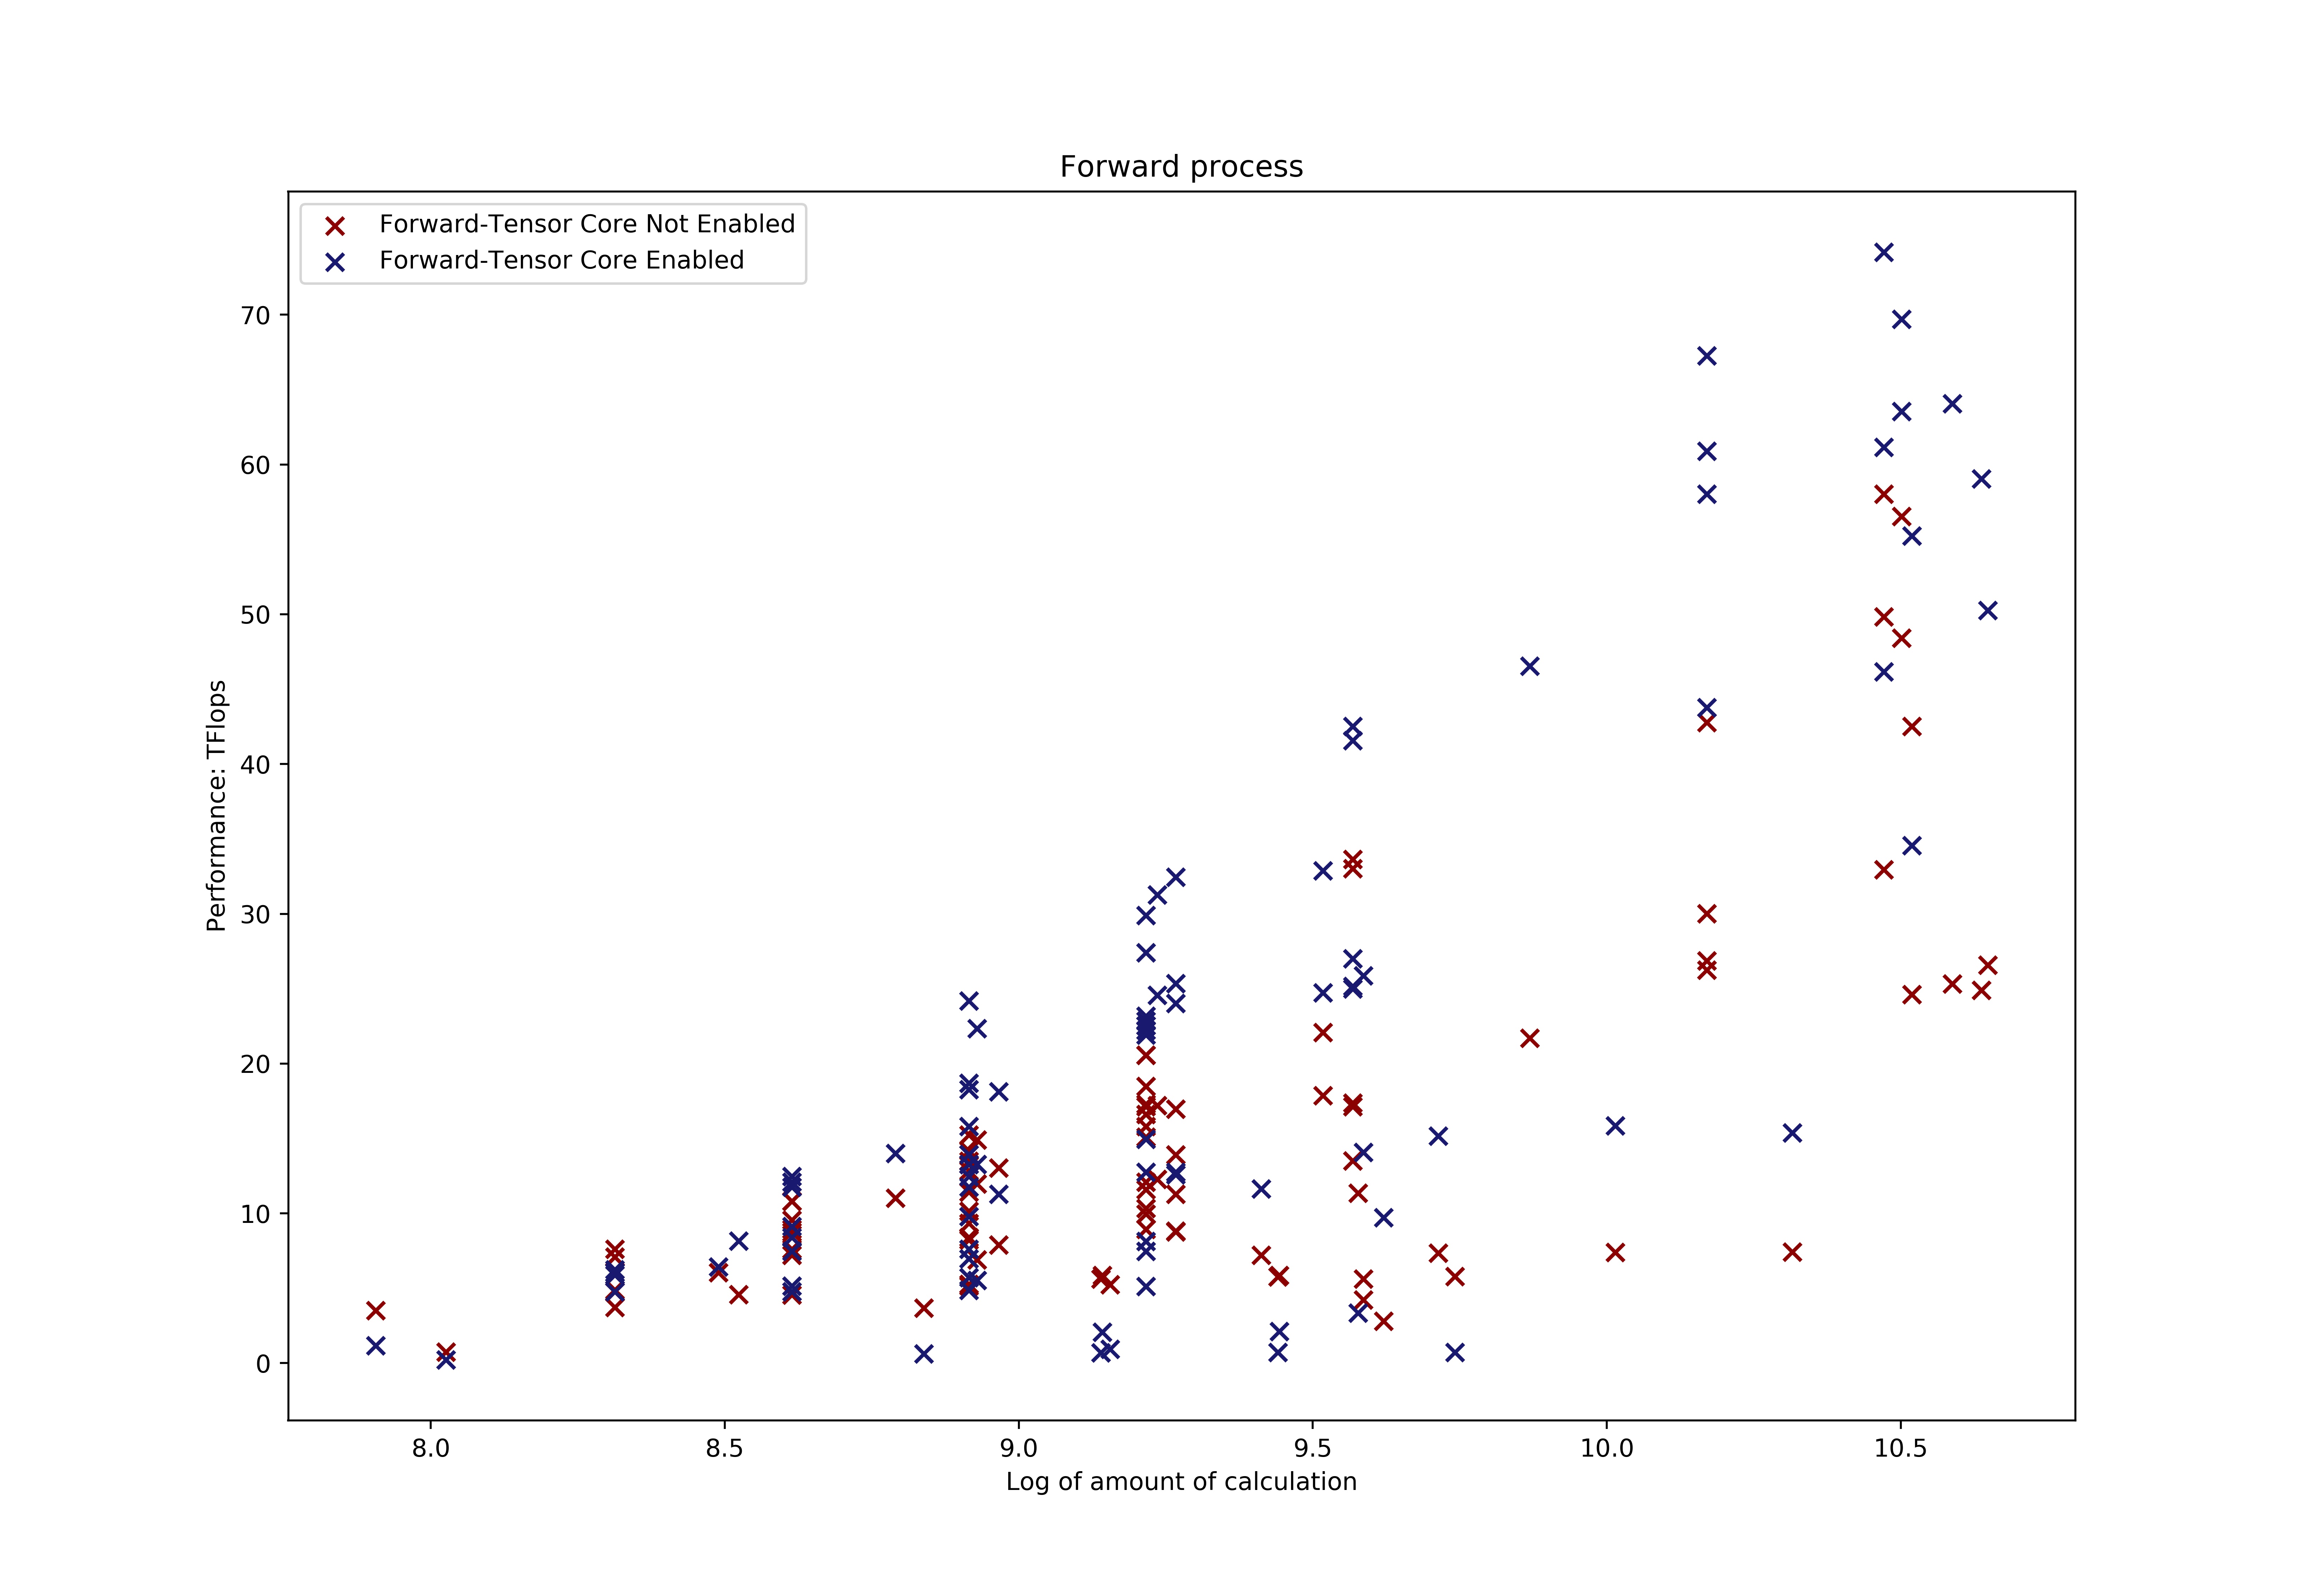 Forward process
Forward-Tensor Core Not Enabled
Forward-Tensor Core Enabled
Performance: TFlops
70
60
50
40
30
20
10
0
8.0 8.5 9.0 9.5 10.0 10.5
Log of amount of calculation